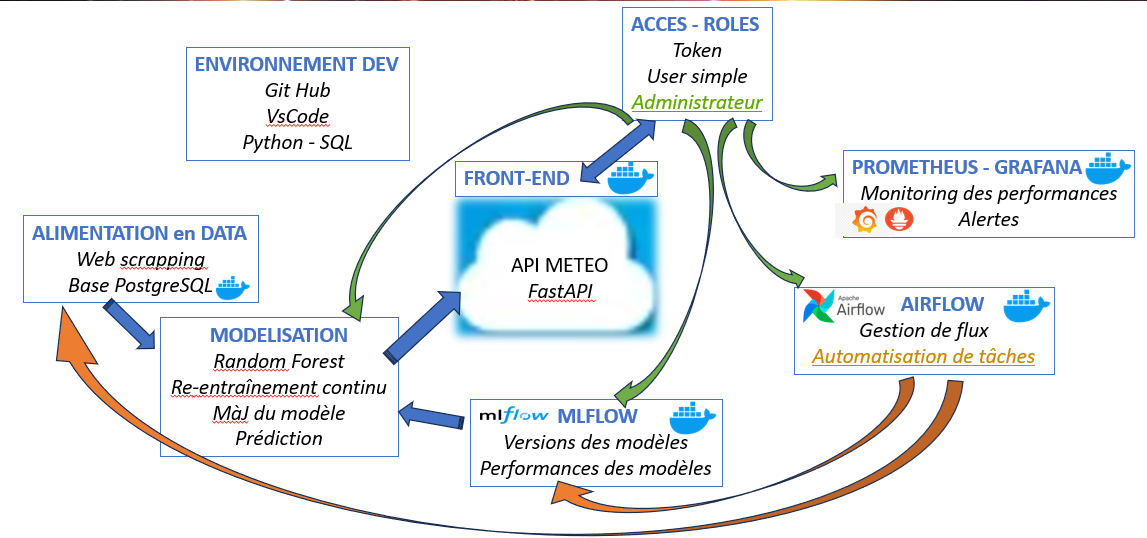 ACCES - ROLES
Token
User simple
Administrateur
ENVIRONNEMENT DEV
Git Hub
VsCode
Python - SQL
FRONT-END
PROMETHEUS - GRAFANA
Monitoring des performances
Alertes
ALIMENTATION en DATA
Web scrapping
Base PostgreSQL
API METEO
FastAPI
MODELISATION
Random Forest
Re-entraînement continu
MàJ du modèle
Prédiction
Apache
Airflow
AIRFLOW
Gestion de flux
Automatisation de tâches
mlflow MLFLOW
Versions des modèles
Performances des modèles